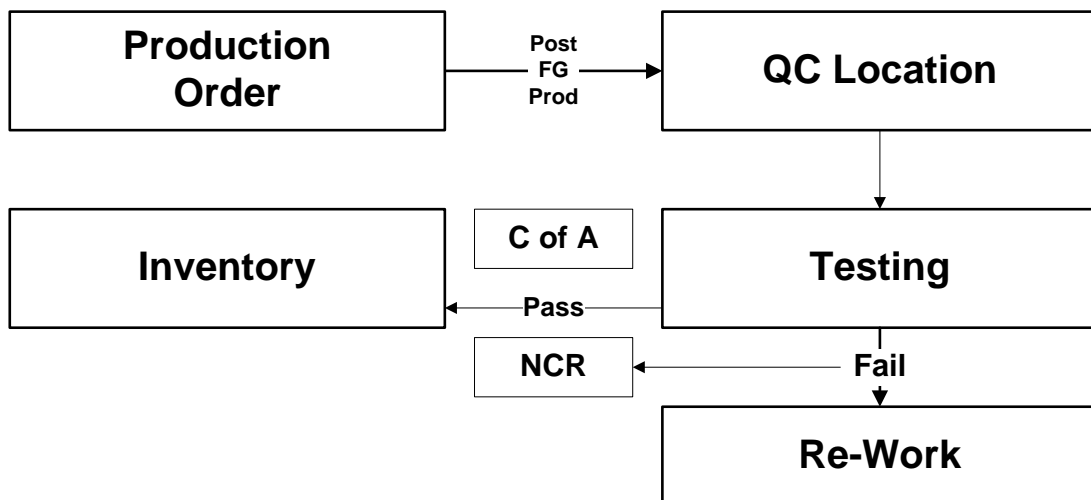 Production
Order
Post
FG
Prod
QC Location
Inventory
C of A
Testing
Pass
NCR
Fail
Re-Work